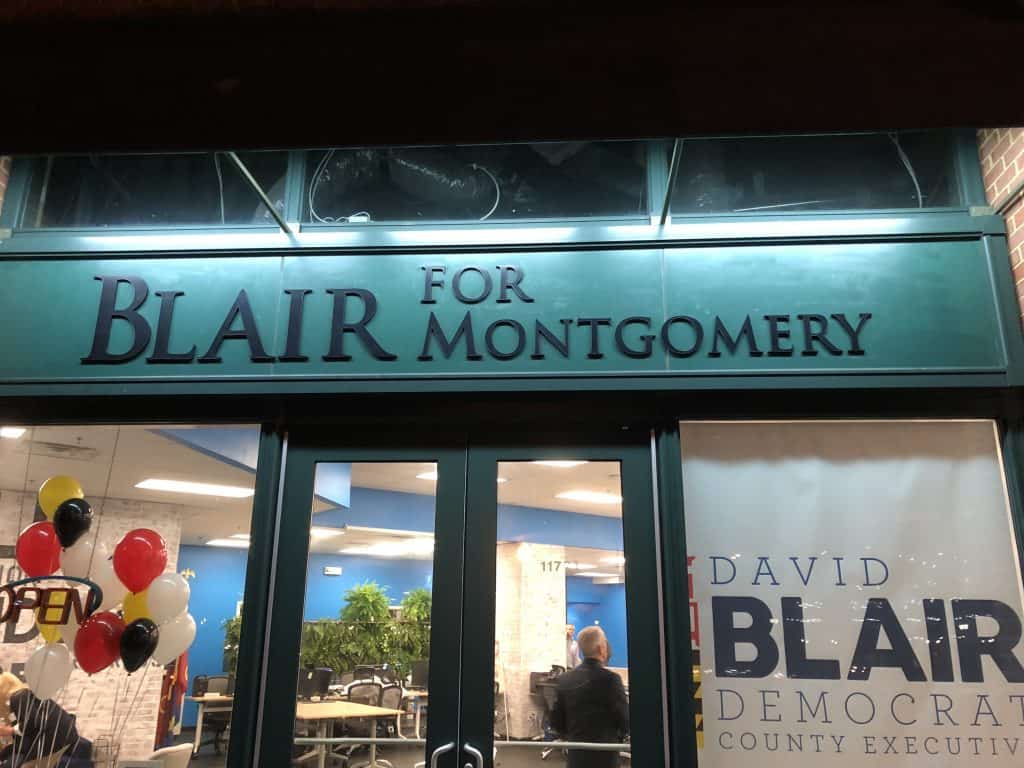 BLAIR FOR
MONTGOMERY
OPEN
117
DAVID
BLAIR
DEMOCRAT
COUNTY EXECUTIV